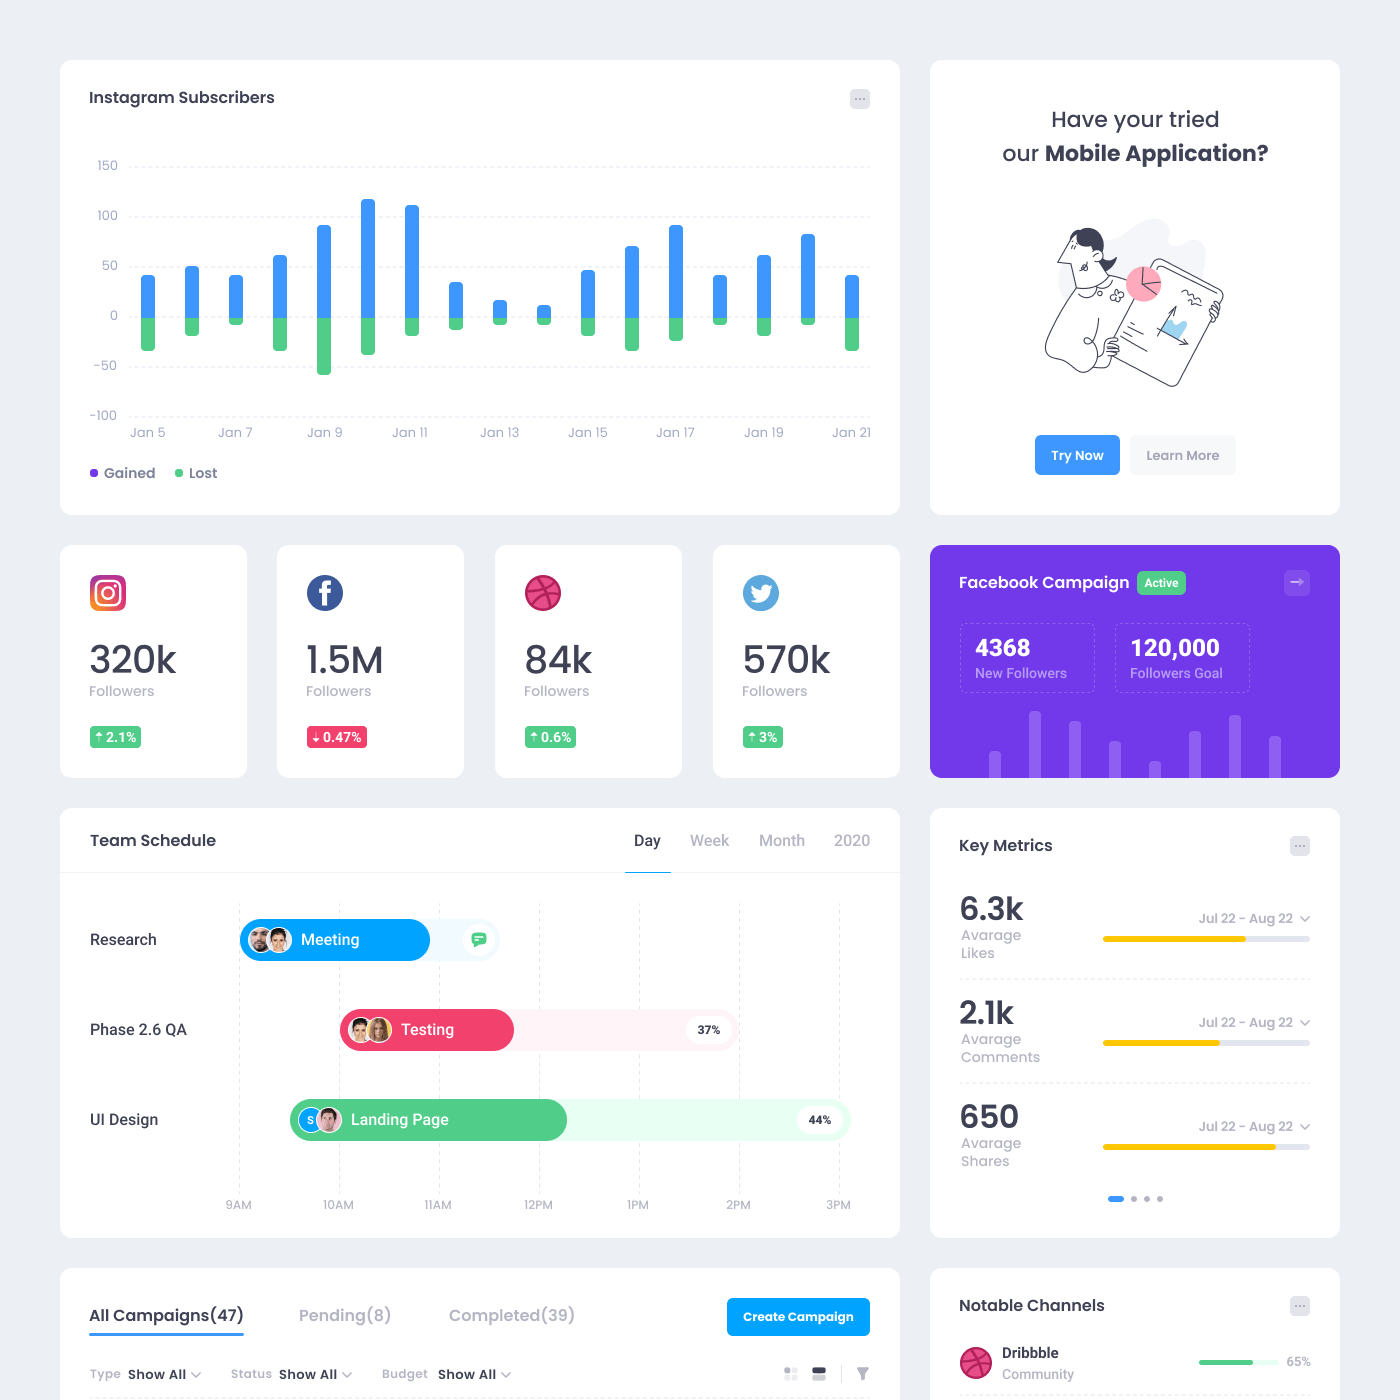 Instagram Subscribers
150
100
50
0
-50
-100
Jan 5 Jan 7 Jan 9 Jan 11 Jan 13 Jan 15 Jan 17 Jan 19 Jan 21
Gained Lost
Have your tried
our Mobile Application?
Try Now Learn More
320k
Followers
2.1%
1.5M
Followers
0.47%
84k
Followers
0.6%
570k
Followers
3%
Facebook Campaign Active
4368
New Followers
120,000
Followers Goal
Team Schedule Day Week Month 2020
Research Meeting
Phase 2.6 QA Testing 37%
UI Design S Landing Page 44%
9AM 10AM 11AM 12PM 1PM 2PM 3PM
Key Metrics
6.3k
Avarage
Likes
Jul 22 - Aug 22
2.1k
Avarage
Comments
Jul 22 - Aug 22
650
Avarage
Shares
Jul 22 - Aug 22
All Campaigns(47) Pending(8) Completed(39) Create Campaign
Type Show All Status Show All Budget Show All
Notable Channels
Dribbble
Community
65%